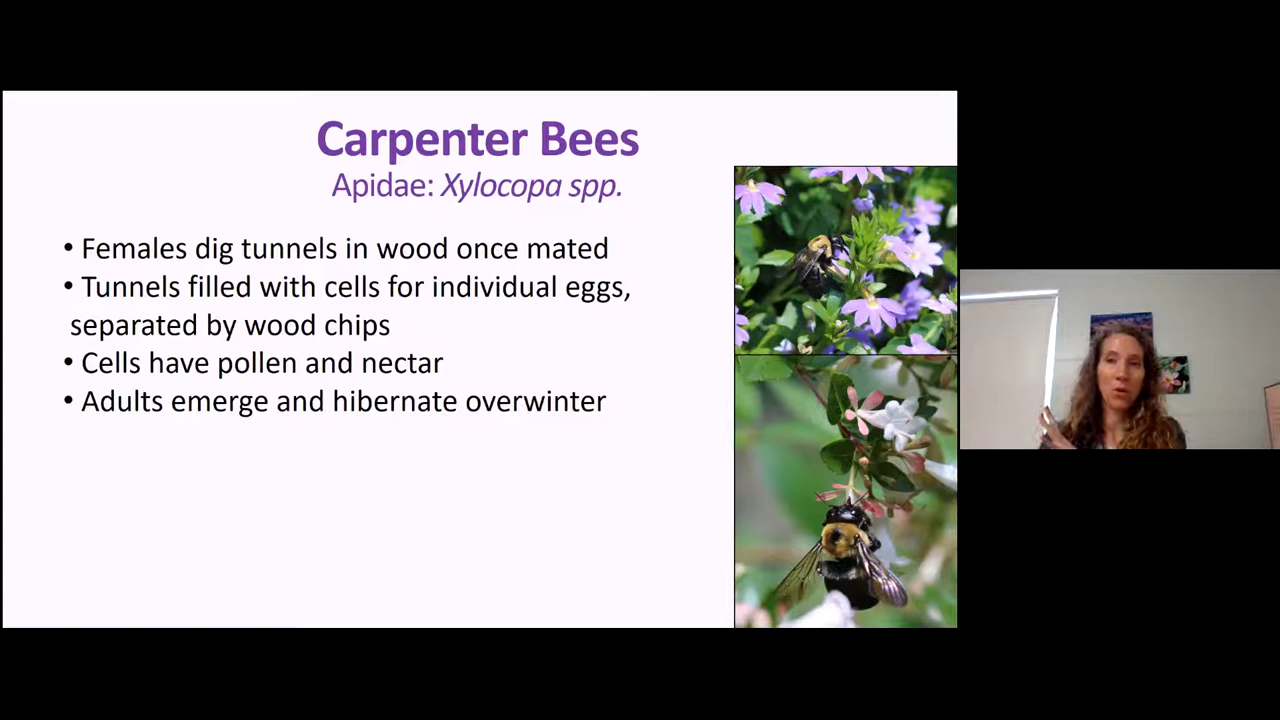 Carpenter Bees
Apidae: Xylocopa spp.
• Females dig tunnels in wood once mated
• Tunnels filled with cells for individual eggs,
separated by wood chips
• Cells have pollen and nectar
• Adults emerge and hibernate overwinter